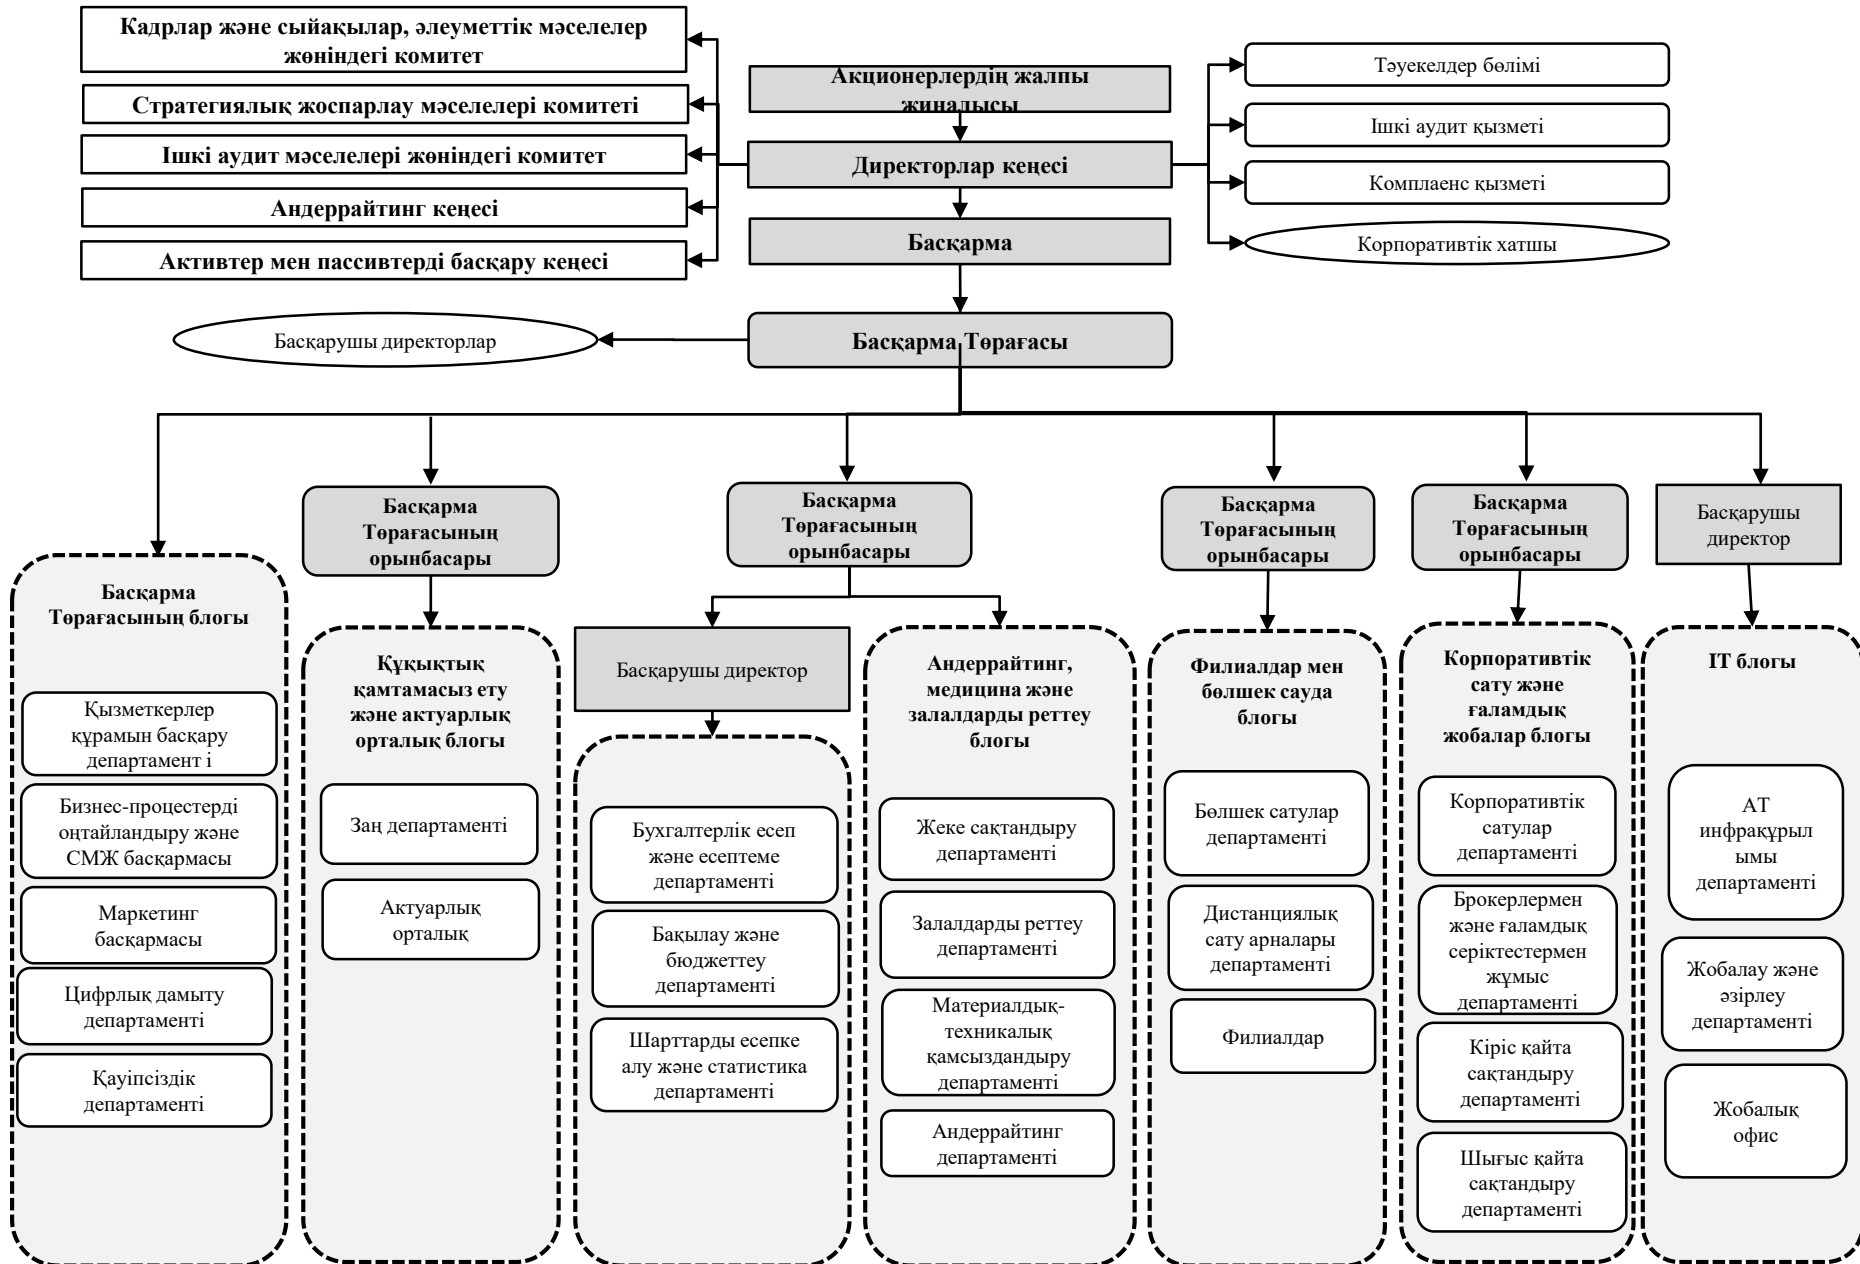 Кадрлар және сыйақылар, әлеуметтік мәселелер
жөніндегі комитет
Стратегиялық жоспарлау мәселелері комитеті
Ішкі аудит мәселелері жөніндегі комитет
Андеррайтинг кеңесі
Активтер мен пассивтерді басқару кеңесі
Акционерлердің жалпы
жиналысы
Директорлар кеңесі
Басқарма
Басқарма Төрағасы
Тәуекелдер бөлімі
Ішкі аудит қызметі
Комплаенс қызметі
Корпоративтік хатшы
Басқарушы директорлар
Басқарма
Төрағасының блогы
Қызметкерлер
құрамын басқару
департамент і
Бизнес-процестерді
оңтайландыру және
СМЖ басқармасы
Маркетинг
басқармасы
Цифрлық дамыту
департаменті
Қауіпсіздік
департаменті
Басқарма
Төрағасының
орынбасары
Құқықтық
қамтамасыз ету
және актуарлық
орталық блогы
Заң департаменті
Актуарлық
орталық
Басқарма
Төрағасының
орынбасары
Басқарушы директор
Бухгалтерлік есеп
және есептеме
департаменті
Бақылау және
бюджеттеу
департаменті
Шарттарды есепке
алу және статистика
департаменті
Андеррайтинг,
медицина және
залалдарды реттеу
блогы
Жеке сақтандыру
департаменті
Залалдарды реттеу
департаменті
Материалдық-
техникалық
қамсыздандыру
департаменті
Андеррайтинг
департаменті
Басқарма
Төрағасының
орынбасары
Филиалдар мен
бөлшек сауда
блогы
Бөлшек сатулар
департаменті
Дистанциялық
сату арналары
департаменті
Филиалдар
Басқарма
Төрағасының
орынбасары
Корпоративтік
сату және
ғаламдық
жобалар блогы
Корпоративтік
сатулар
департаменті
Брокерлермен
және ғаламдық
серіктестермен
жұмыс
департаменті
Кіріс қайта
сақтандыру
департаменті
Шығыс қайта
сақтандыру
департаменті
Басқарушы
директор
IT блогы
АТ
инфрақұрыл
ымы
департаменті
Жобалау және
әзірлеу
департаменті
Жобалық
офис